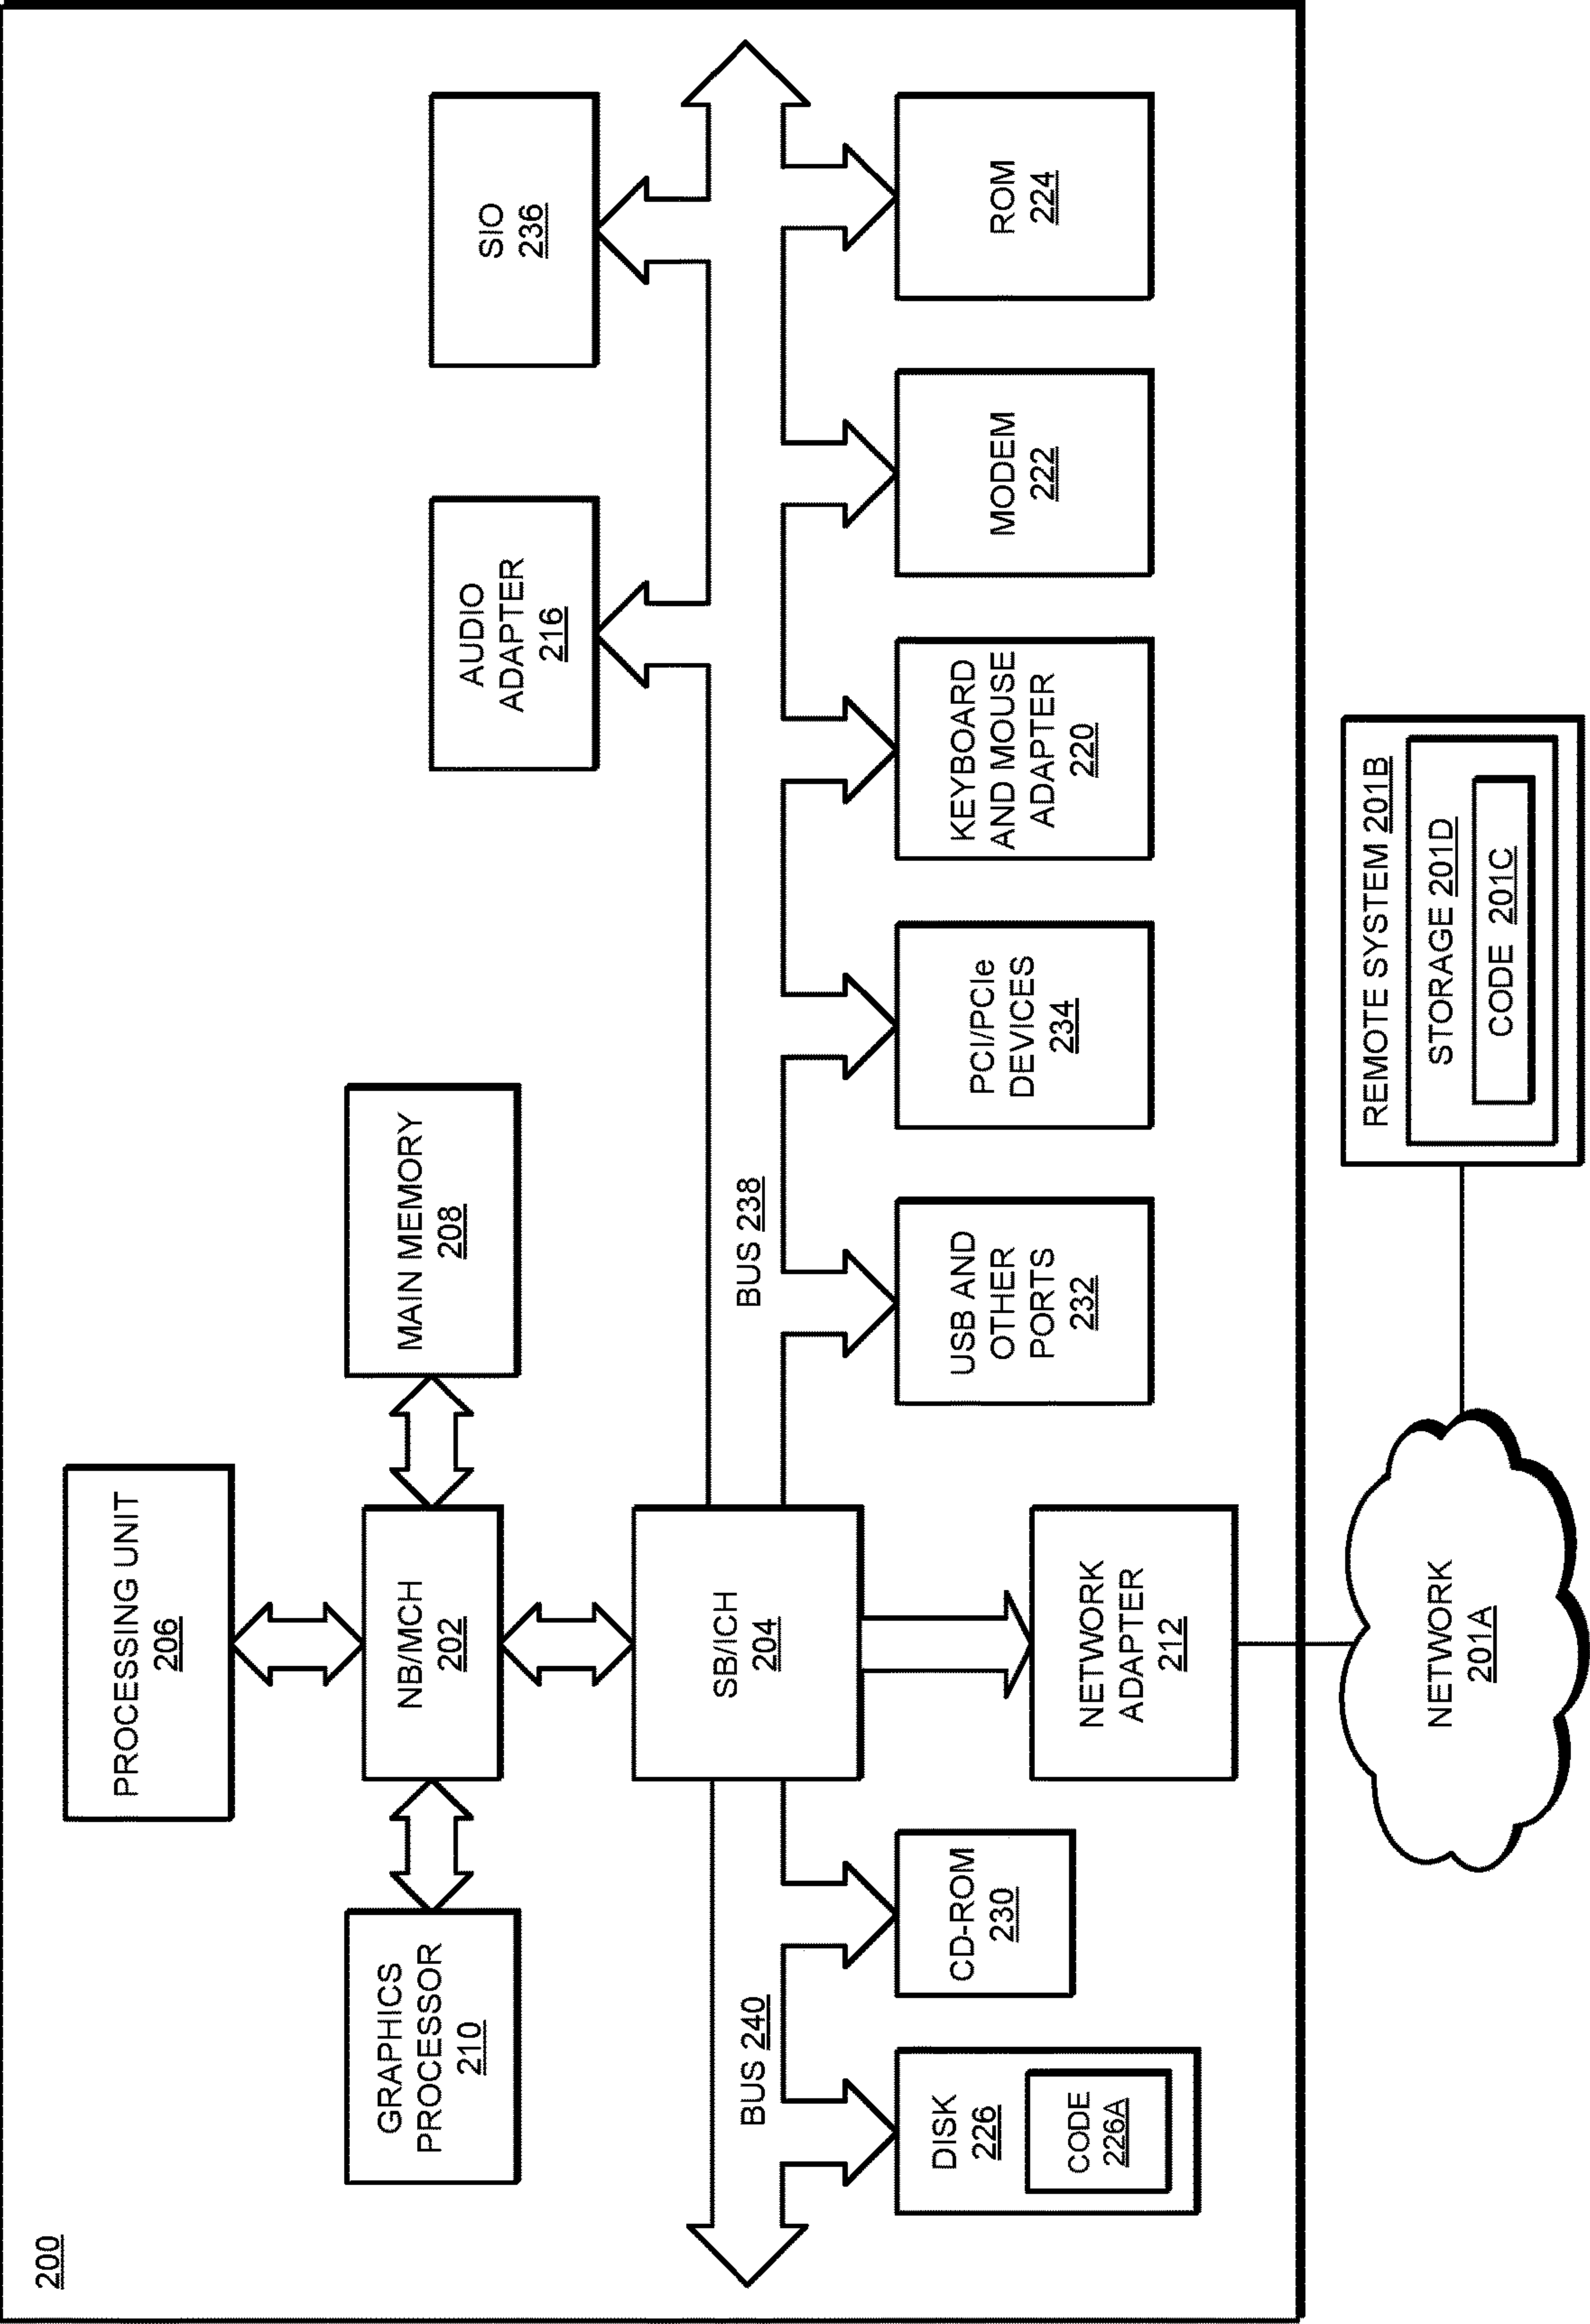 200
PROCESSING UNIT
206
GRAPHICS
PROCESSOR
210
NB/MCH
202
MAIN MEMORY
208
AUDIO
ADAPTER
216
SIO
236
SB/ICH
204
BUS 240
BUS 238
DISK
226
CODE
226A
CD-ROM
230
NETWORK
ADAPTER
212
USB AND
OTHER
PORTS
232
PCI/PCIe
DEVICES
234
KEYBOARD
AND MOUSE
ADAPTER
220
MODEM
222
ROM
224
NETWORK
201A
REMOTE SYSTEM 201B
STORAGE 201D
CODE 201C